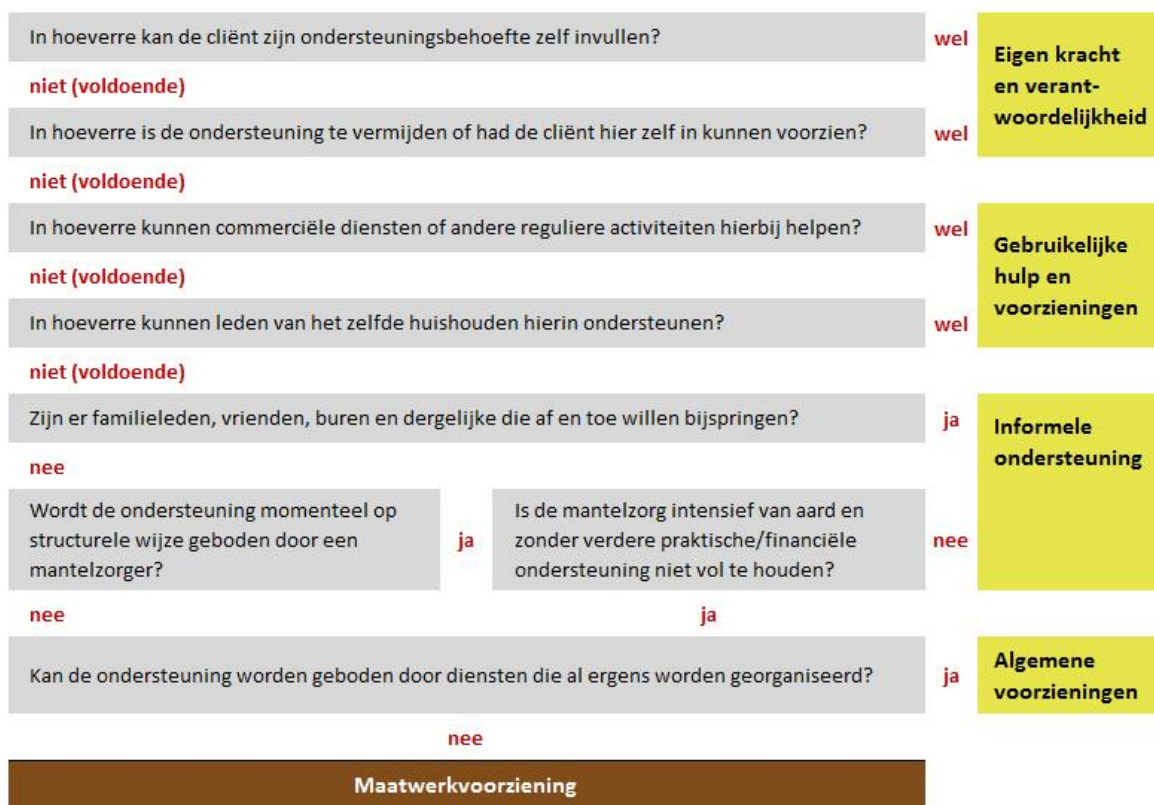 In hoeverre kan de cliënt zijn ondersteuningsbehoefte zelf invullen?
wel
Eigen kracht
en verant-
woordelijkheid
niet (voldoende)
In hoeverre is de ondersteuning te vermijden of had de cliënt hier zelf in kunnen voorzien?
wel
niet (voldoende)
In hoeverre kunnen commerciële diensten of andere reguliere activiteiten hierbij helpen?
wel
Gebruikelijke
hulp en
voorzieningen
niet (voldoende)
In hoeverre kunnen leden van het zelfde huishouden hierin ondersteunen?
wel
niet (voldoende)
Zijn er familieleden, vrienden, buren en dergelijke die af en toe willen bijspringen?
ja
Informele
ondersteuning
nee
Wordt de ondersteuning momenteel op
structurele wijze geboden door een
mantelzorger?
ja
Is de mantelzorg intensief van aard en
zonder verdere praktische/financiële
ondersteuning niet vol te houden?
nee
nee
ja
Kan de ondersteuning worden geboden door diensten die al ergens worden georganiseerd?
ja
Algemene
voorzieningen
nee
Maatwerkvoorziening